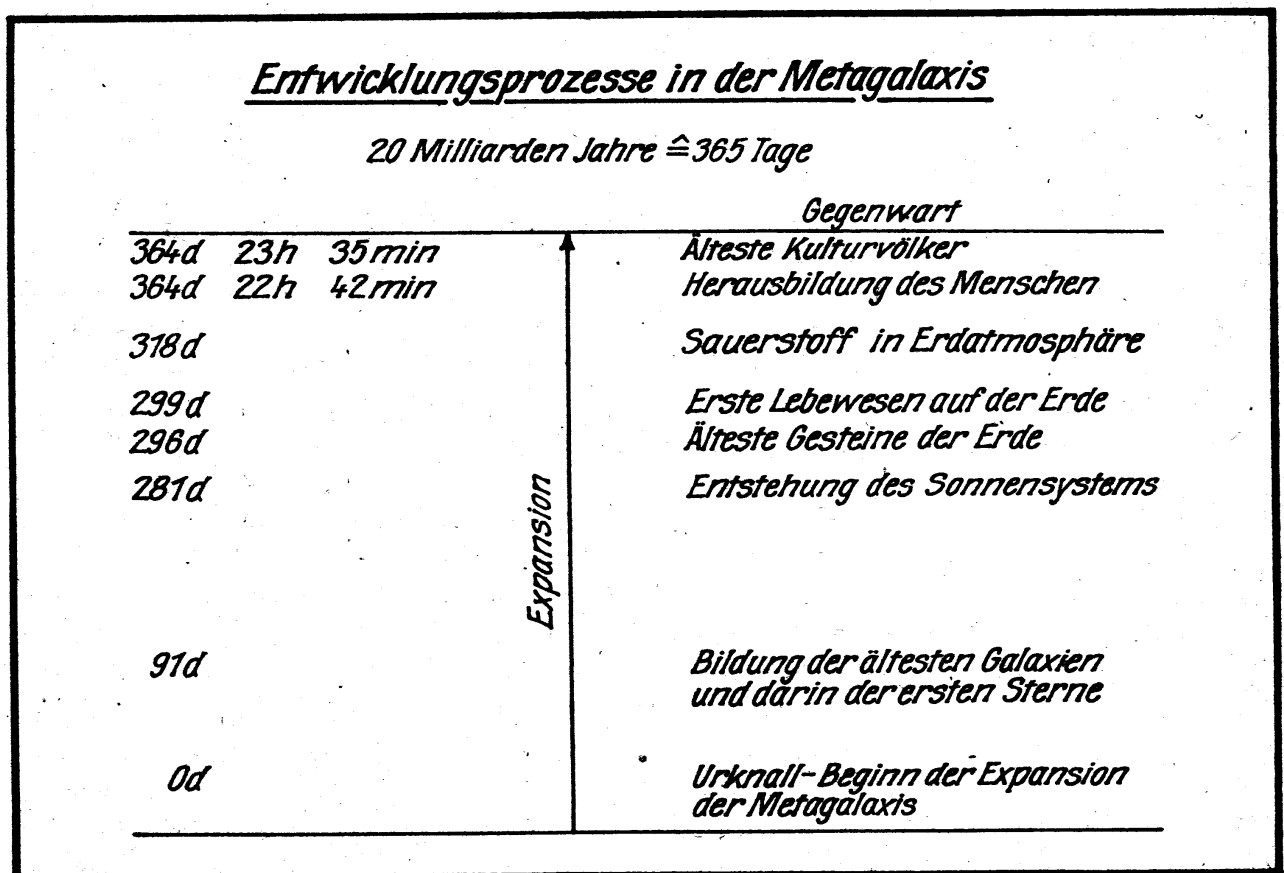 Entwicklungsprozesse in der Metagalaxis
20 Milliarden Jahre ≙ 365 Tage
Gegenwart
364d 23h 35min Älteste Kulturvölker
364d 22h 42min Herausbildung des Menschen
318d Sauerstoff in Erdatmosphäre
299d Erste Lebewesen auf der Erde
296d Älteste Gesteine der Erde
281d Entstehung des Sonnensystems
Expansion
91d Bildung der ältesten Galaxien
und darin der ersten Sterne
0d Urknall-Beginn der Expansion
der Metagalaxis